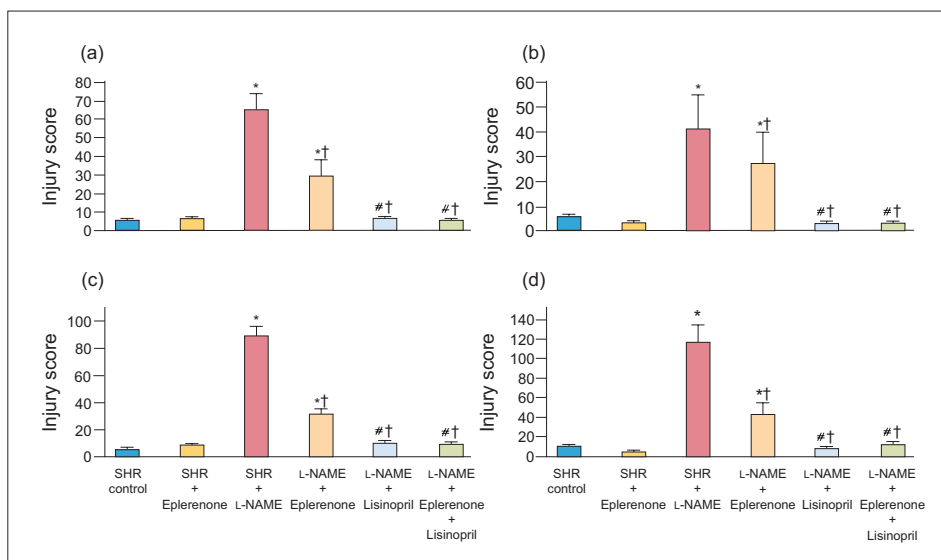 (a)
Injury score
80
70
60
50
40
30
20
10
0
*
*†
#†
#†
(b)
Injury score
60
50
40
30
20
10
0
*
*†
#†
#†
(c)
Injury score
100
80
60
40
20
0
*
*†
#†
#†
SHR
control
SHR
+
Eplerenone
SHR
+
L-NAME
L-NAME
+
Eplerenone
L-NAME
+
Lisinopril
L-NAME
+
Eplerenone
+
Lisinopril
(d)
Injury score
140
120
100
80
60
40
20
0
*
*†
#†
#†
SHR
control
SHR
+
Eplerenone
SHR
+
L-NAME
L-NAME
+
Eplerenone
L-NAME
+
Lisinopril
L-NAME
+
Eplerenone
+
Lisinopril